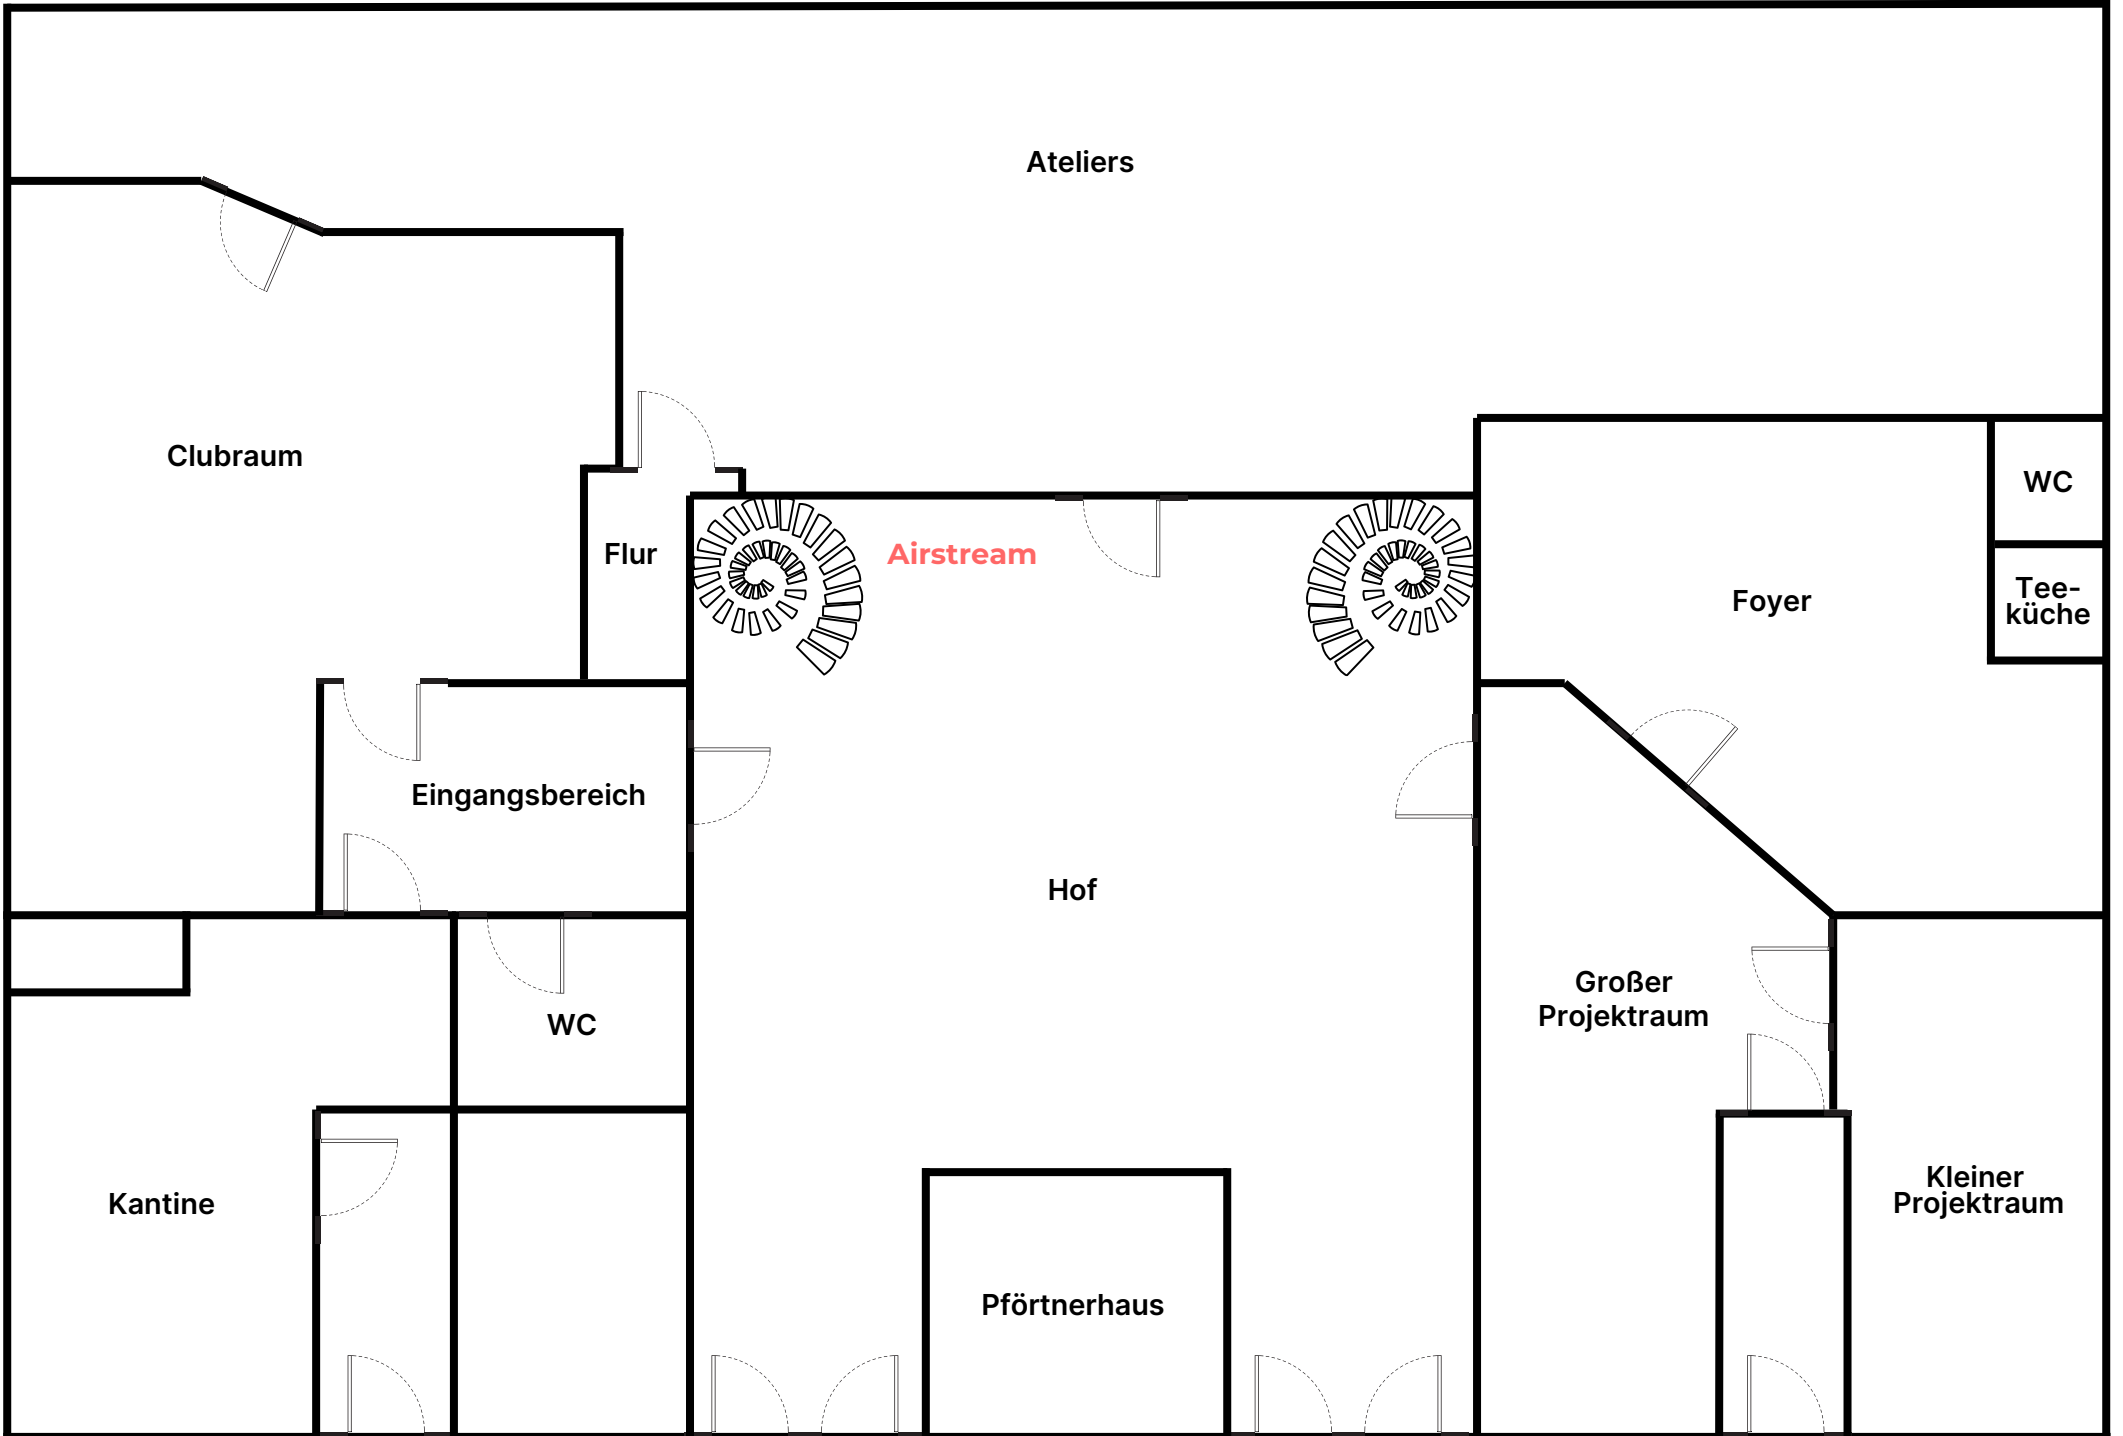 Ateliers
Clubraum
WC
Flur
Airstream
Tee-
küche
Foyer
Eingangsbereich
Hof
Großer
Projektraum
WC
Kleiner
Projektraum
Kantine
Pförtnerhaus